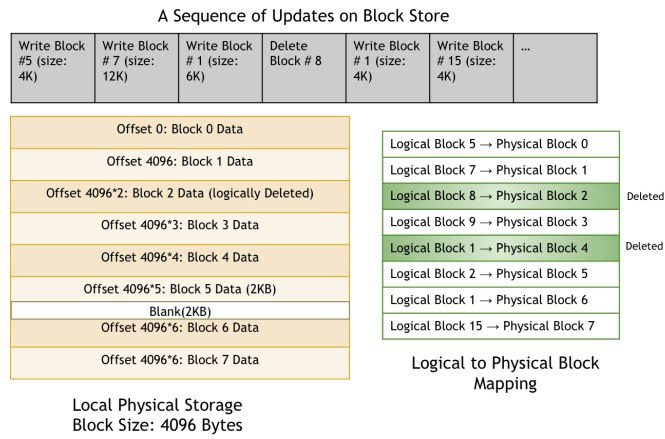 A Sequence of Updates on Block Store
Write Block
#5 (size:
4K)
Write Block
# 7 (size:
12K)
Write Block
# 1 (size:
6K)
Delete
Block # 8
Write Block
# 1 (size:
4K)
Write Block
# 15 (size:
4K)
...
Offset 0: Block 0 Data
Offset 4096: Block 1 Data
Offset 4096*2: Block 2 Data (logically Deleted)
Offset 4096*3: Block 3 Data
Offset 4096*4: Block 4 Data
Offset 4096*5: Block 5 Data (2KB)
Blank(2KB)
Offset 4096*6: Block 6 Data
Offset 4096*6: Block 7 Data
Local Physical Storage
Block Size: 4096 Bytes
Logical Block 5 → Physical Block 0
Logical Block 7 → Physical Block 1
Logical Block 8 → Physical Block 2
Deleted
Logical Block 9 → Physical Block 3
Logical Block 1 → Physical Block 4
Deleted
Logical Block 2 → Physical Block 5
Logical Block 1 → Physical Block 6
Logical Block 15 → Physical Block 7
Logical to Physical Block
Mapping